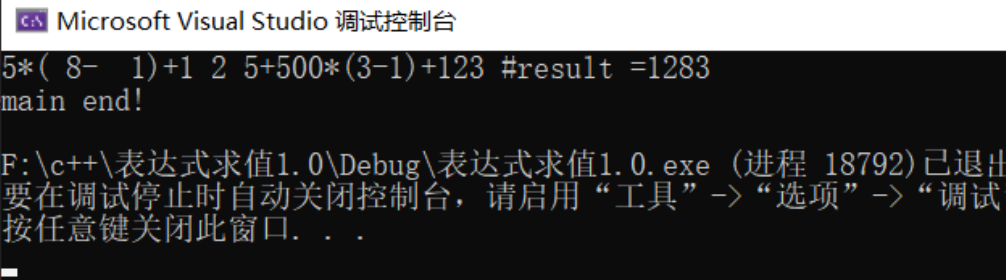 Microsoft Visual Studio 调试控制台
5*( 8-  1)+1 2 5+500*(3-1)+123 #result =1283
main end!
F:\c++\表达式求值1.0\Debug\表达式求值1.0.exe (进程 18792)已退出
要在调试停止时自动关闭控制台，请启用“工具”->“选项”->“调试
按任意键关闭此窗口. . .